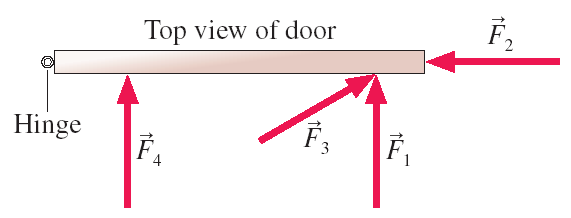 Top view of door
F⃗₂
Hinge
F⃗₄
F⃗₃
F⃗₁